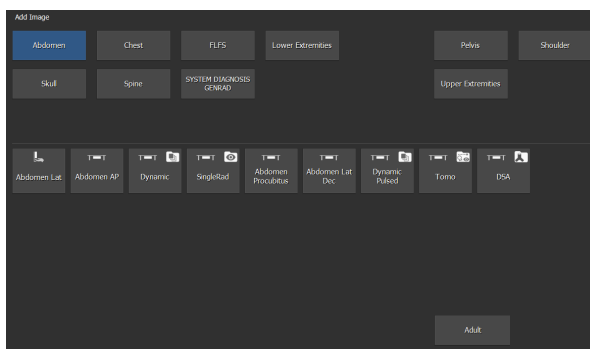 Add Image
Abdomen
Chest
FLFS
Lower Extremities
Pelvis
Shoulder
Skull
Spine
SYSTEM DIAGNOSIS
GENRAD
Upper Extremities
Abdomen Lat
Abdomen AP
Dynamic
SingleRad
Abdomen
Procubitus
Abdomen Lat
Dec
Dynamic
Pulsed
Tomo
DSA
Adult